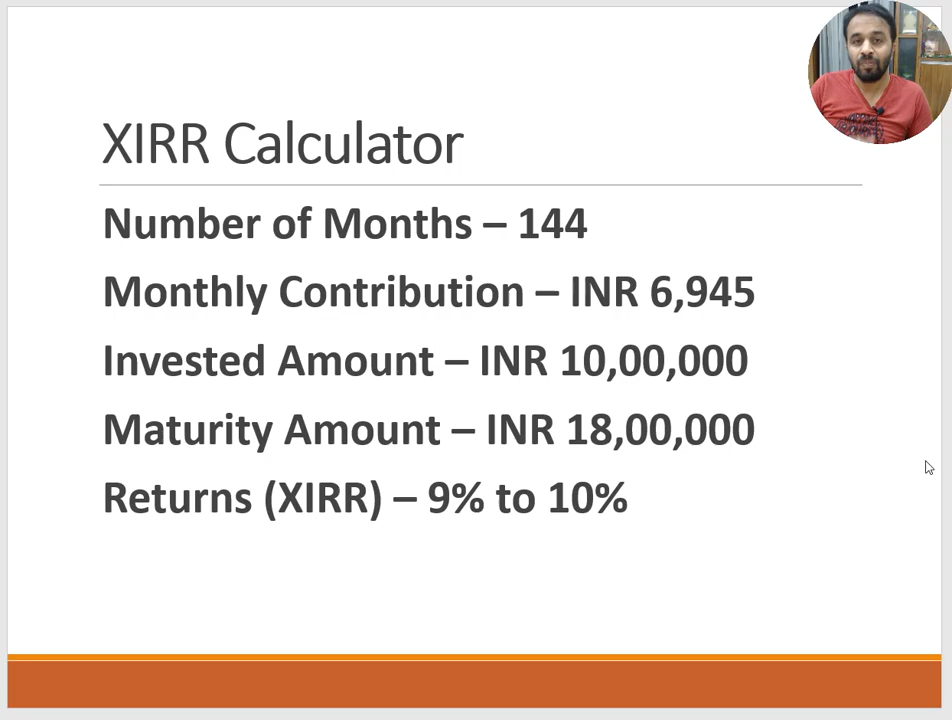 XIRR Calculator
Number of Months – 144
Monthly Contribution – INR 6,945
Invested Amount – INR 10,00,000
Maturity Amount – INR 18,00,000
Returns (XIRR) – 9% to 10%